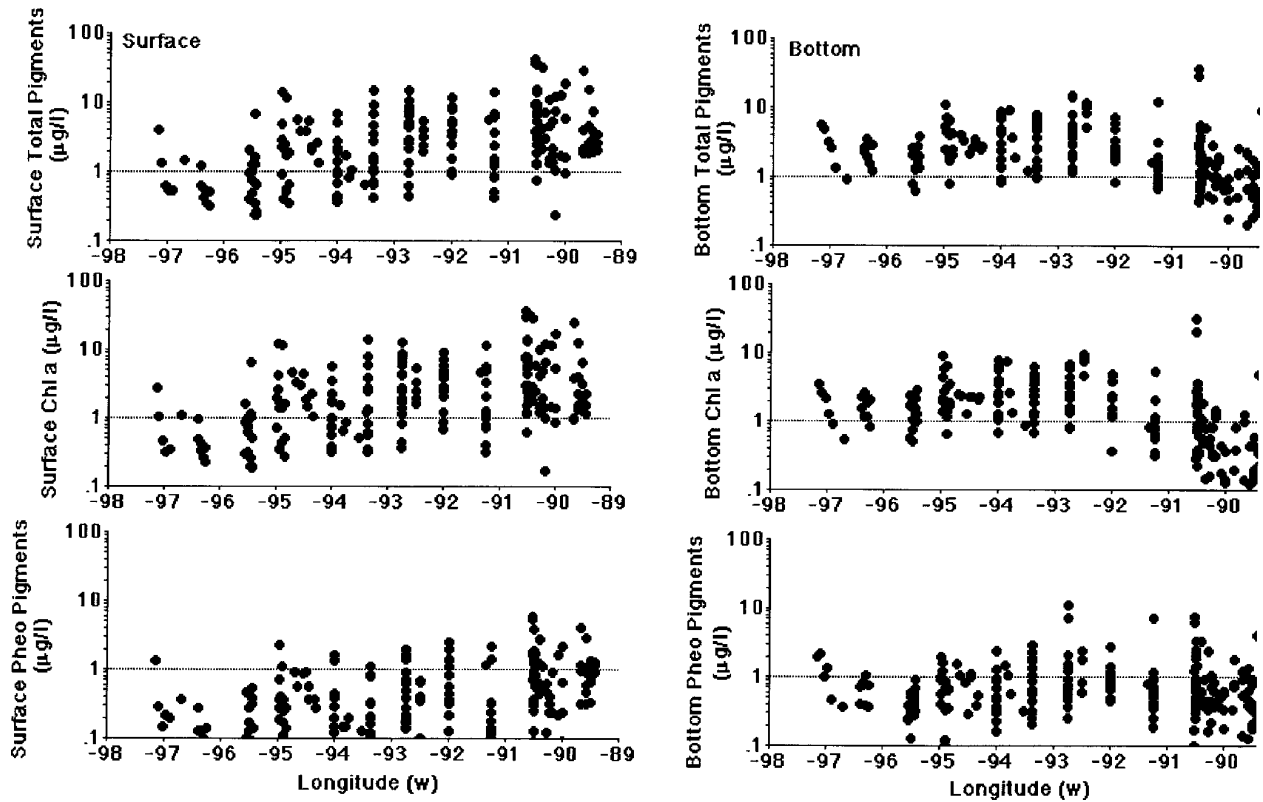 Surface Total Pigments
(µg/l)
100
10
1
.1
Surface
-98 -97 -96 -95 -94 -93 -92 -91 -90 -89
Bottom Total Pigments
(µg/l)
100
10
1
.1
Bottom
-98 -97 -96 -95 -94 -93 -92 -91 -90
Surface Chl a (µg/l)
100
10
1
.1
-98 -97 -96 -95 -94 -93 -92 -91 -90 -89
Bottom Chl a (µg/l)
100
10
1
.1
-98 -97 -96 -95 -94 -93 -92 -91 -90
Surface Pheo Pigments
(µg/l)
100
10
1
.1
-98 -97 -96 -95 -94 -93 -92 -91 -90 -89
Longitude (w)
Bottom Pheo Pigments
(µg/l)
100
10
1
.1
-98 -97 -96 -95 -94 -93 -92 -91 -90
Longitude (w)